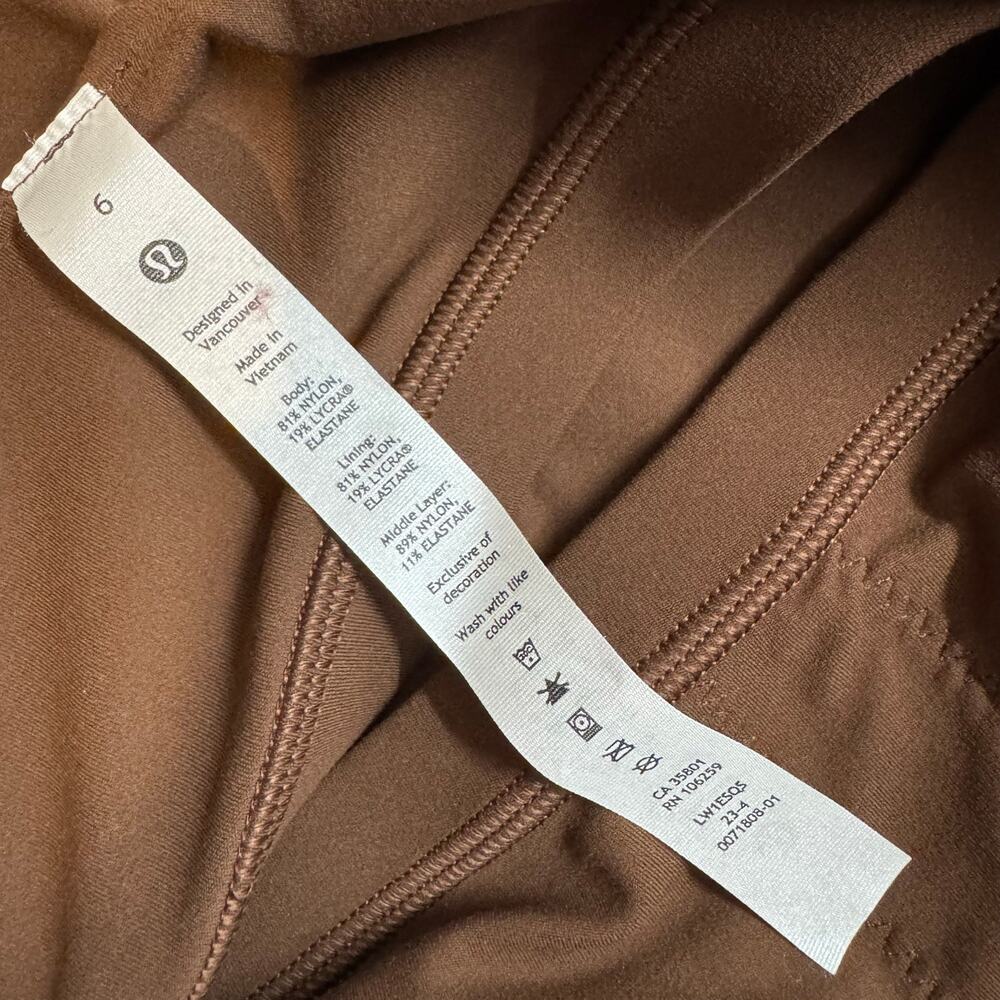 6
Designed in
Vancouver
Made in
Vietnam
Body:
81% NYLON,
19% LYCRA®
ELASTANE
Lining:
81% NYLON,
19% LYCRA®
ELASTANE
Middle Layer:
89% NYLON,
11% ELASTANE
Exclusive of
decoration
Wash with like
colours
CA 35801
RN 106259
LW1ESQS
23-4
0071808-01